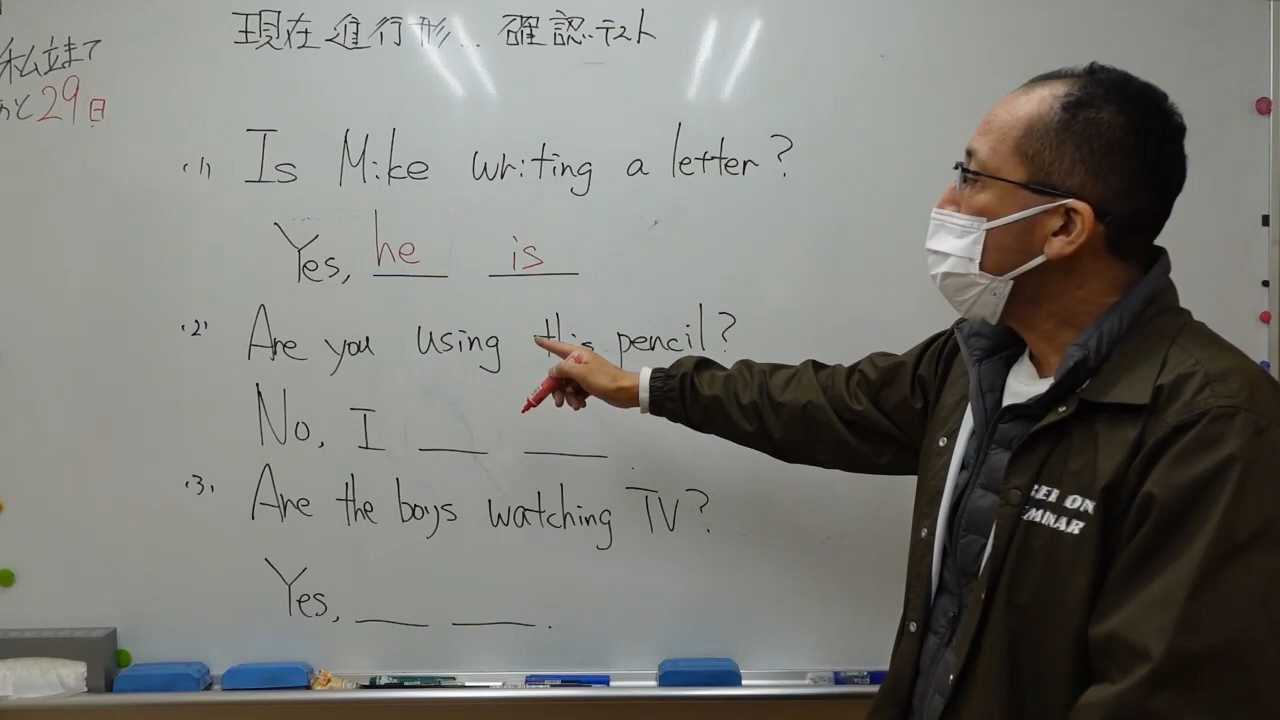 現在進行形… 確認テスト
私立まで
あと29日
(1) Is Mike writing a letter?
Yes, he is
(2) Are you using this pencil?
No, I ___ ___.
(3) Are the boys watching TV?
Yes, ___ ___.